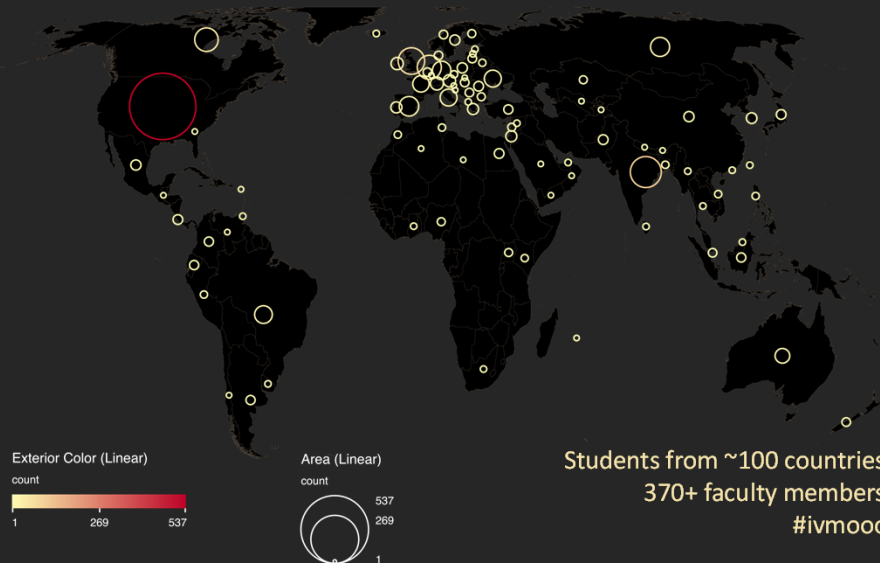 Exterior Color (Linear)
count
1 269 537
Area (Linear)
count
537
269
1
Students from ~100 countries
370+ faculty members
#ivmooc